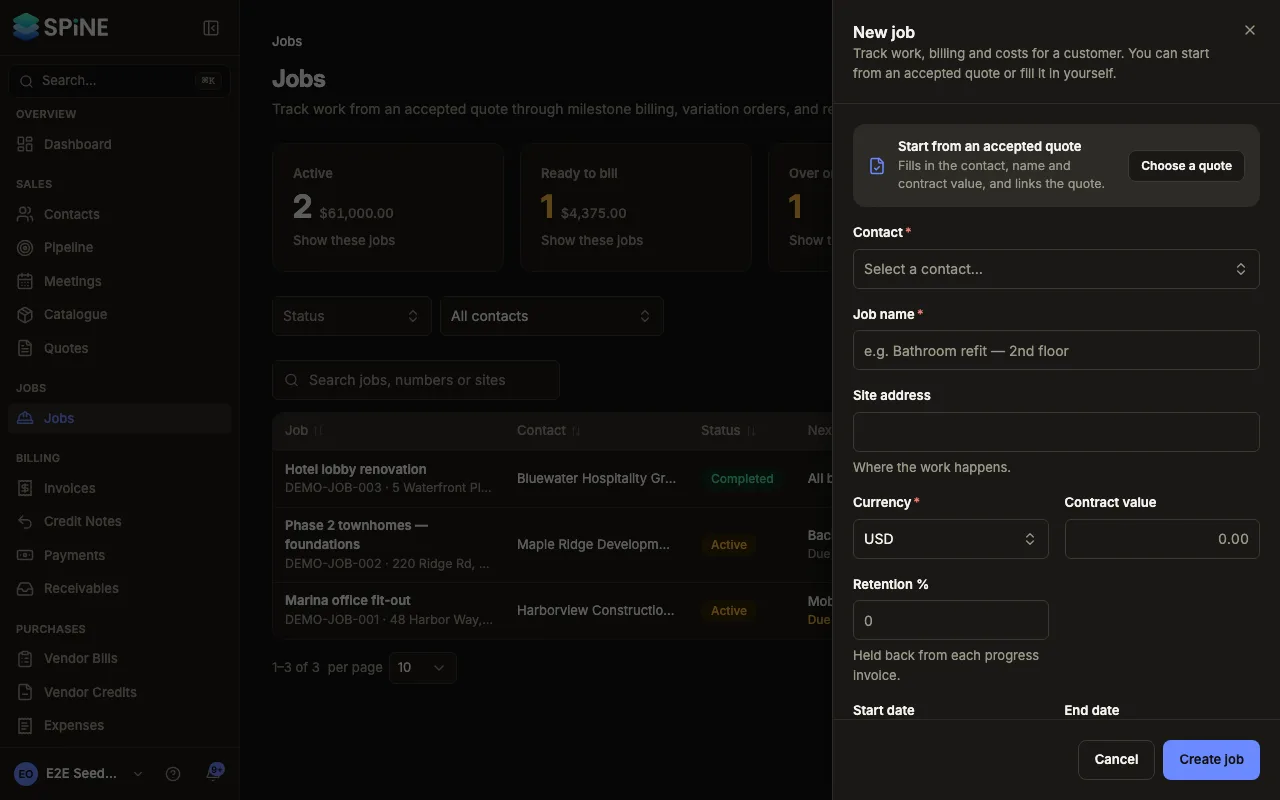 SPiNE
Search...
⌘K
OVERVIEW
Dashboard
SALES
Contacts
Pipeline
Meetings
Catalogue
Quotes
JOBS
Jobs
BILLING
Invoices
Credit Notes
Payments
Receivables
PURCHASES
Vendor Bills
Vendor Credits
Expenses
EO
E2E Seed...
9+
Jobs
Jobs
Track work from an accepted quote through milestone billing, variation orders, and re
Active
2 $61,000.00
Show these jobs
Ready to bill
1 $4,375.00
Show these jobs
Over
1
Show
Status
All contacts
Search jobs, numbers or sites
Job
Contact
Status
Hotel lobby renovation
DEMO-JOB-003 · 5 Waterfront Pl...
Bluewater Hospitality Gr...
Completed
All
Phase 2 townhomes —
foundations
DEMO-JOB-002 · 220 Ridge Rd, ...
Maple Ridge Developm...
Active
Due
Marina office fit-out
DEMO-JOB-001 · 48 Harbor Way,...
Harborview Constructio...
Active
Due
1–3 of 3 per page 10
New job
Track work, billing and costs for a customer. You can start
from an accepted quote or fill it in yourself.
Start from an accepted quote
Fills in the contact, name and
contract value, and links the quote.
Choose a quote
Contact *
Select a contact...
Job name *
e.g. Bathroom refit — 2nd floor
Site address
Where the work happens.
Currency *
USD
Contract value
0.00
Retention %
0
Held back from each progress
invoice.
Start date
End date
Cancel
Create job